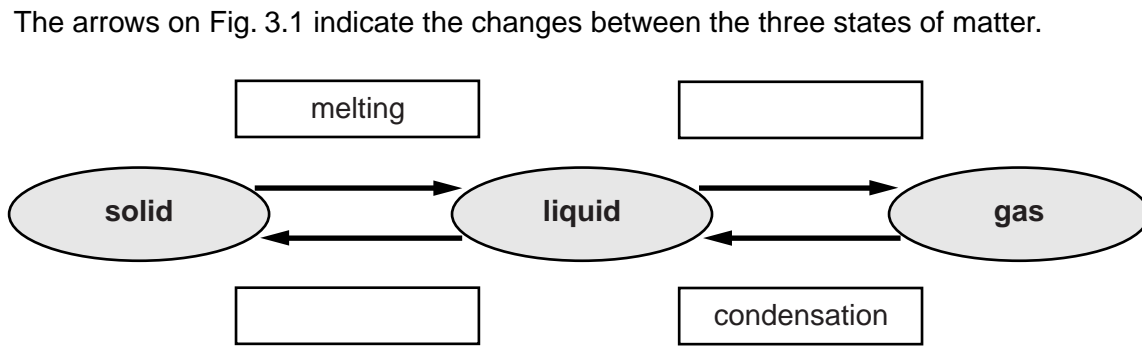 The arrows on Fig. 3.1 indicate the changes between the three states of matter.
melting
solid liquid gas
condensation